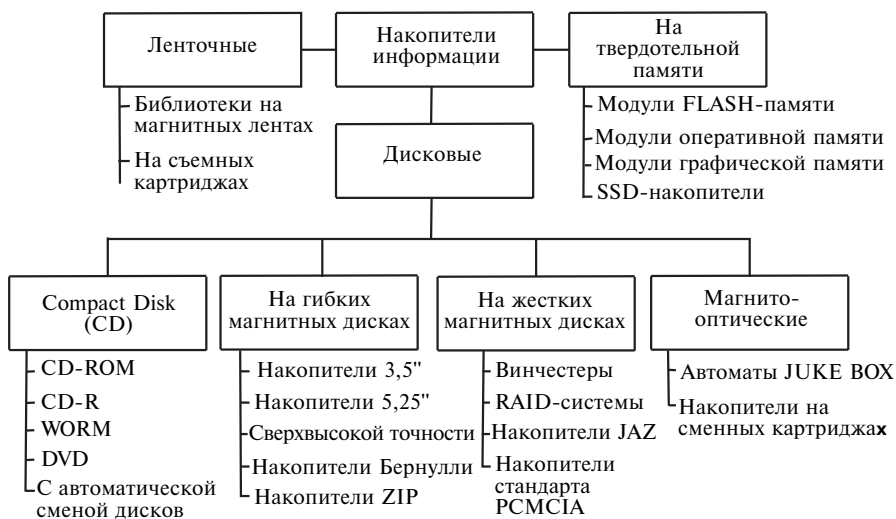 Ленточные
Накопители
информации
На
твердотельной
памяти
Библиотеки на
магнитных лентах
На съемных
картриджах
Дисковые
Модули FLASH-памяти
Модули оперативной памяти
Модули графической памяти
SSD-накопители
Compact Disk
(CD)
На гибких
магнитных дисках
На жестких
магнитных дисках
Магнито-
оптические
CD-ROM
CD-R
WORM
DVD
С автоматической
сменой дисков
Накопители 3,5"
Накопители 5,25"
Сверхвысокой точности
Накопители Бернулли
Накопители ZIP
Винчестеры
RAID-системы
Накопители JAZ
Накопители
стандарта
PCMCIA
Автоматы JUKE BOX
Накопители на
сменных картриджах